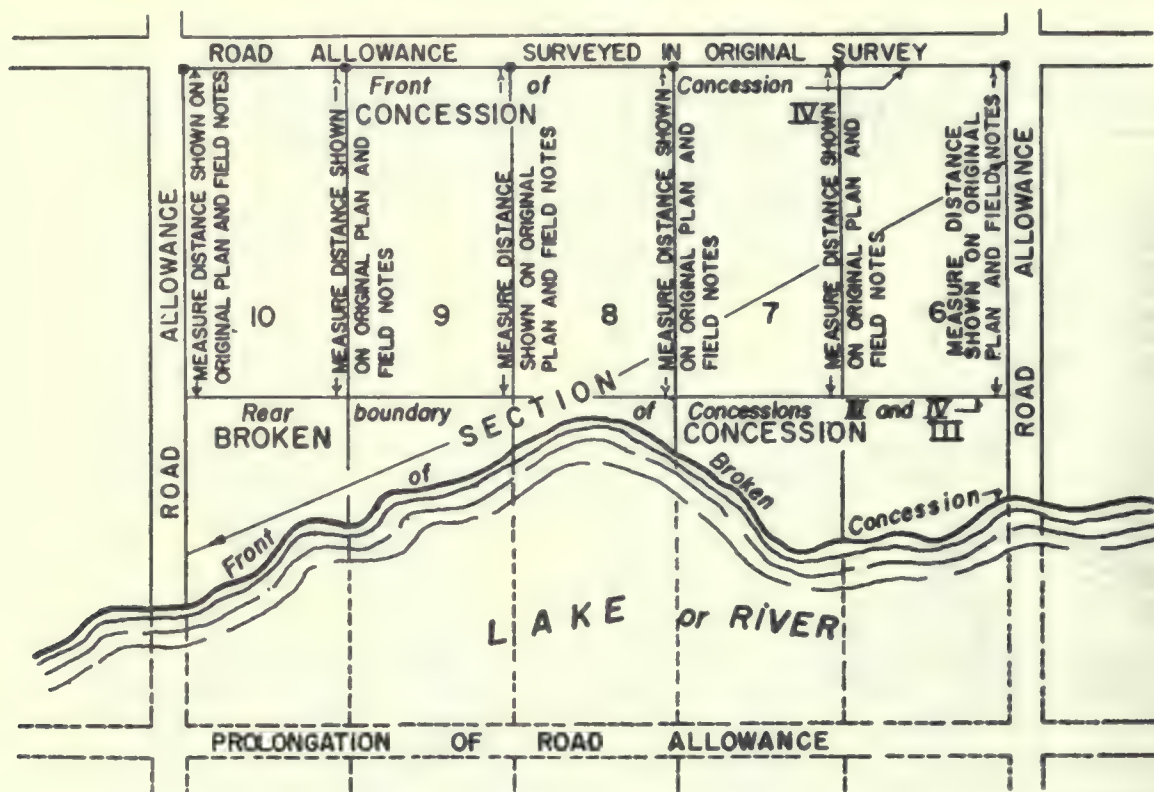 ROAD ALLOWANCE SURVEYED IN ORIGINAL SURVEY
Front of Concession IV
CONCESSION IV
MEASURE DISTANCE SHOWN ON
ORIGINAL PLAN AND FIELD NOTES
MEASURE DISTANCE SHOWN
ON ORIGINAL PLAN AND
FIELD NOTES
MEASURE DISTANCE
SHOWN ON ORIGINAL
PLAN AND FIELD NOTES
MEASURE DISTANCE SHOWN
ON ORIGINAL PLAN AND
FIELD NOTES
MEASURE DISTANCE SHOWN
ON ORIGINAL PLAN AND
FIELD NOTES
MEASURE DISTANCE
SHOWN ON ORIGINAL
PLAN AND FIELD NOTES
ROAD ALLOWANCE
ROAD ALLOWANCE
10 9 8 7 6
SECTION
Rear boundary of Concessions III and IV
BROKEN CONCESSION III
Front of Broken Concession
LAKE or RIVER
PROLONGATION OF ROAD ALLOWANCE